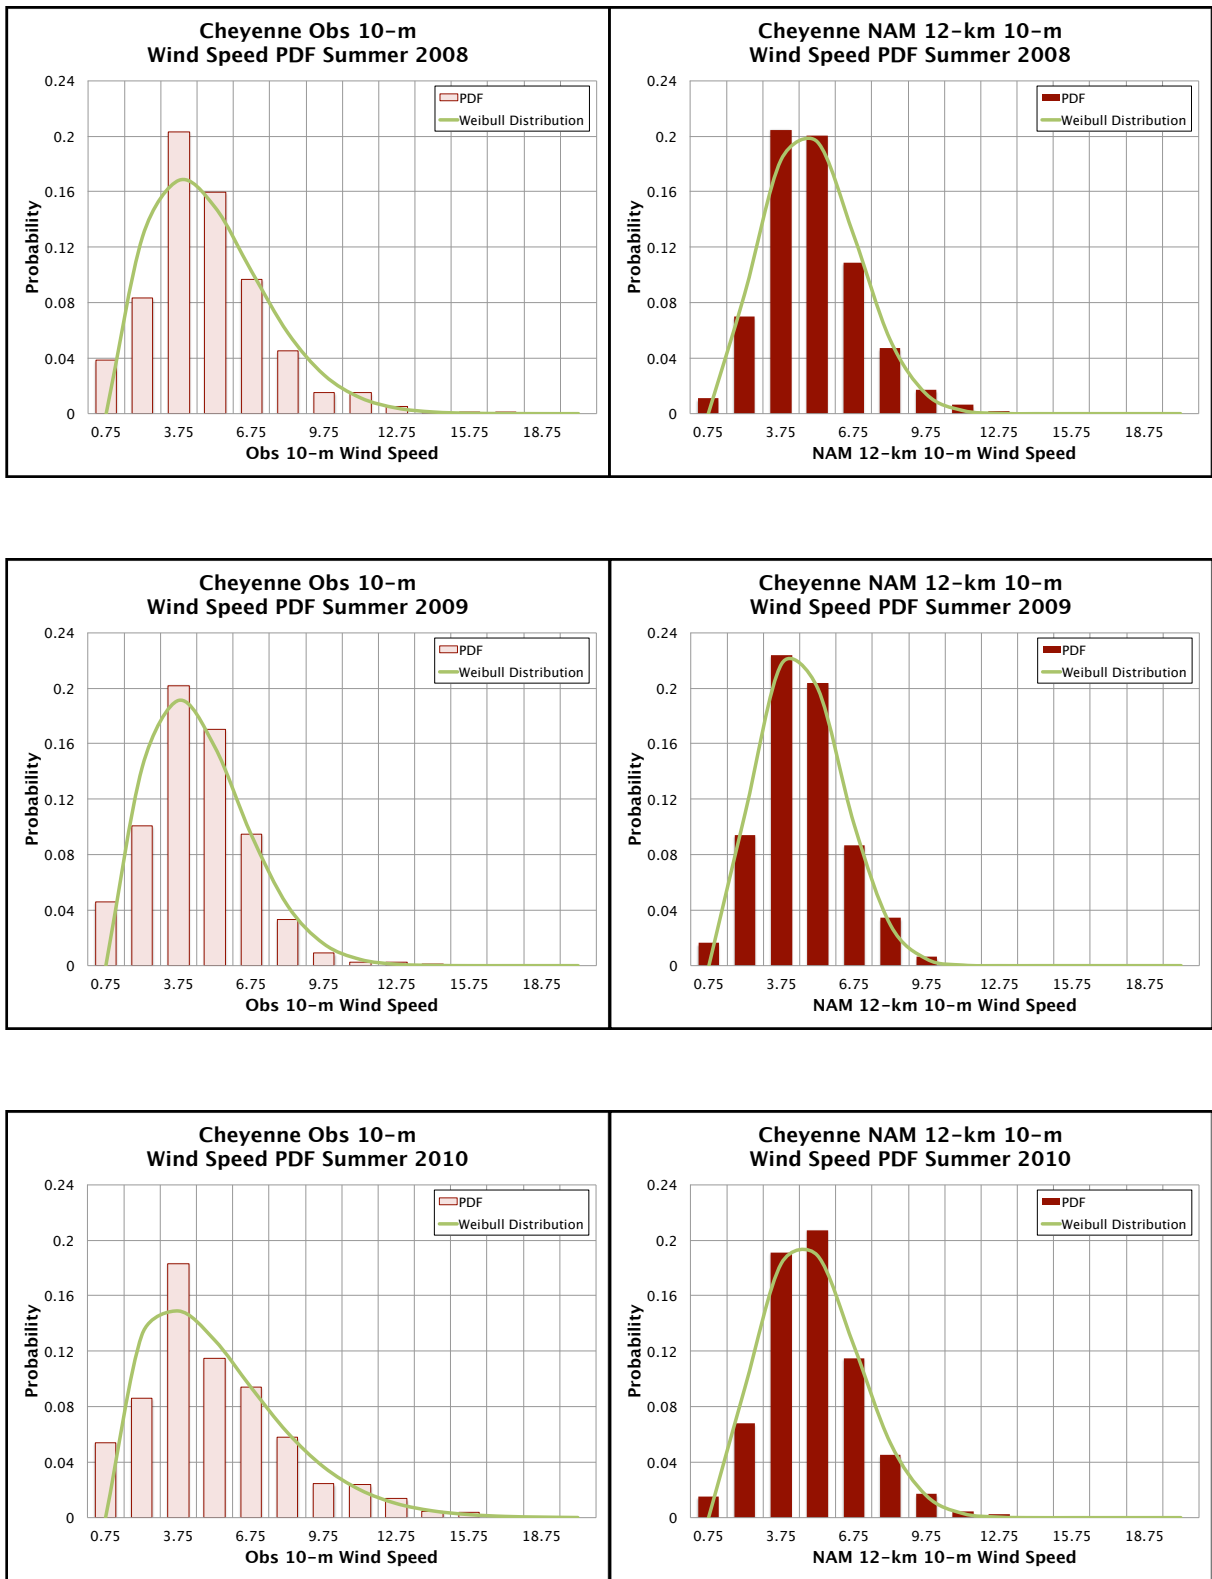 Cheyenne Obs 10-m
Wind Speed PDF Summer 2008
0.24
0.2
0.16
0.12
0.08
0.04
0
Probability
PDF
Weibull Distribution
0.75 3.75 6.75 9.75 12.75 15.75 18.75
Obs 10-m Wind Speed
Cheyenne NAM 12-km 10-m
Wind Speed PDF Summer 2008
0.24
0.2
0.16
0.12
0.08
0.04
0
Probability
PDF
Weibull Distribution
0.75 3.75 6.75 9.75 12.75 15.75 18.75
NAM 12-km 10-m Wind Speed
Cheyenne Obs 10-m
Wind Speed PDF Summer 2009
0.24
0.2
0.16
0.12
0.08
0.04
0
Probability
PDF
Weibull Distribution
0.75 3.75 6.75 9.75 12.75 15.75 18.75
Obs 10-m Wind Speed
Cheyenne NAM 12-km 10-m
Wind Speed PDF Summer 2009
0.24
0.2
0.16
0.12
0.08
0.04
0
Probability
PDF
Weibull Distribution
0.75 3.75 6.75 9.75 12.75 15.75 18.75
NAM 12-km 10-m Wind Speed
Cheyenne Obs 10-m
Wind Speed PDF Summer 2010
0.24
0.2
0.16
0.12
0.08
0.04
0
Probability
PDF
Weibull Distribution
0.75 3.75 6.75 9.75 12.75 15.75 18.75
Obs 10-m Wind Speed
Cheyenne NAM 12-km 10-m
Wind Speed PDF Summer 2010
0.24
0.2
0.16
0.12
0.08
0.04
0
Probability
PDF
Weibull Distribution
0.75 3.75 6.75 9.75 12.75 15.75 18.75
NAM 12-km 10-m Wind Speed